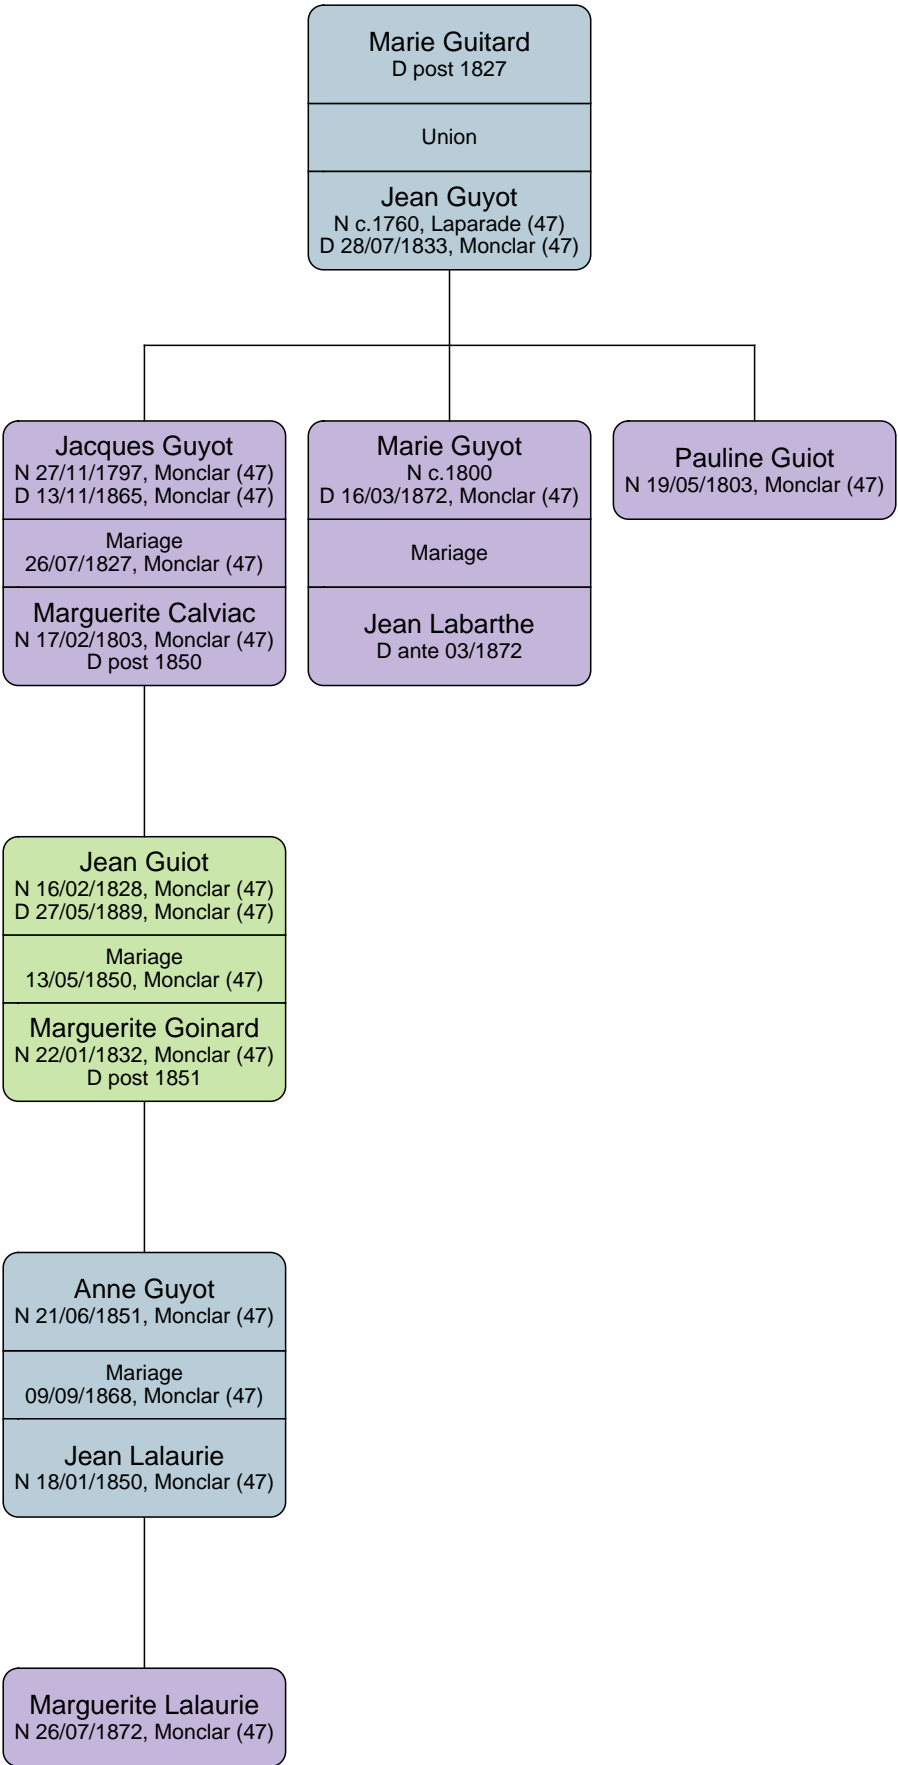 Marie Guitard
D post 1827
Union
Jean Guyot
N c.1760, Laparade (47)
D 28/07/1833, Monclar (47)
Jacques Guyot
N 27/11/1797, Monclar (47)
D 13/11/1865, Monclar (47)
Mariage
26/07/1827, Monclar (47)
Marguerite Calviac
N 17/02/1803, Monclar (47)
D post 1850
Marie Guyot
N c.1800
D 16/03/1872, Monclar (47)
Mariage
Jean Labarthe
D ante 03/1872
Pauline Guiot
N 19/05/1803, Monclar (47)
Jean Guiot
N 16/02/1828, Monclar (47)
D 27/05/1889, Monclar (47)
Mariage
13/05/1850, Monclar (47)
Marguerite Goinard
N 22/01/1832, Monclar (47)
D post 1851
Anne Guyot
N 21/06/1851, Monclar (47)
Mariage
09/09/1868, Monclar (47)
Jean Lalaurie
N 18/01/1850, Monclar (47)
Marguerite Lalaurie
N 26/07/1872, Monclar (47)